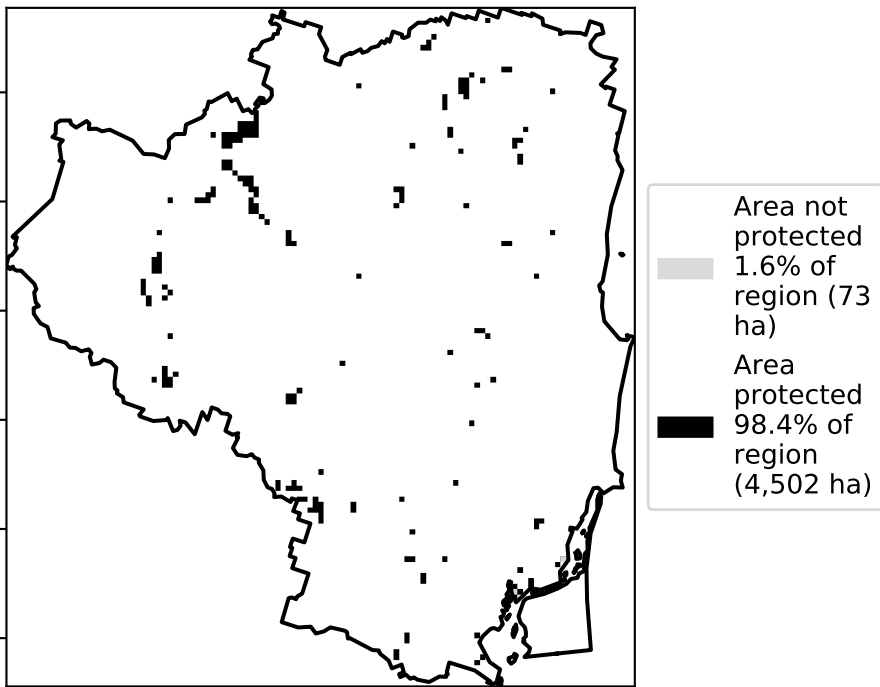 Area not
protected
1.6% of
region (73
ha)
Area
protected
98.4% of
region
(4,502 ha)